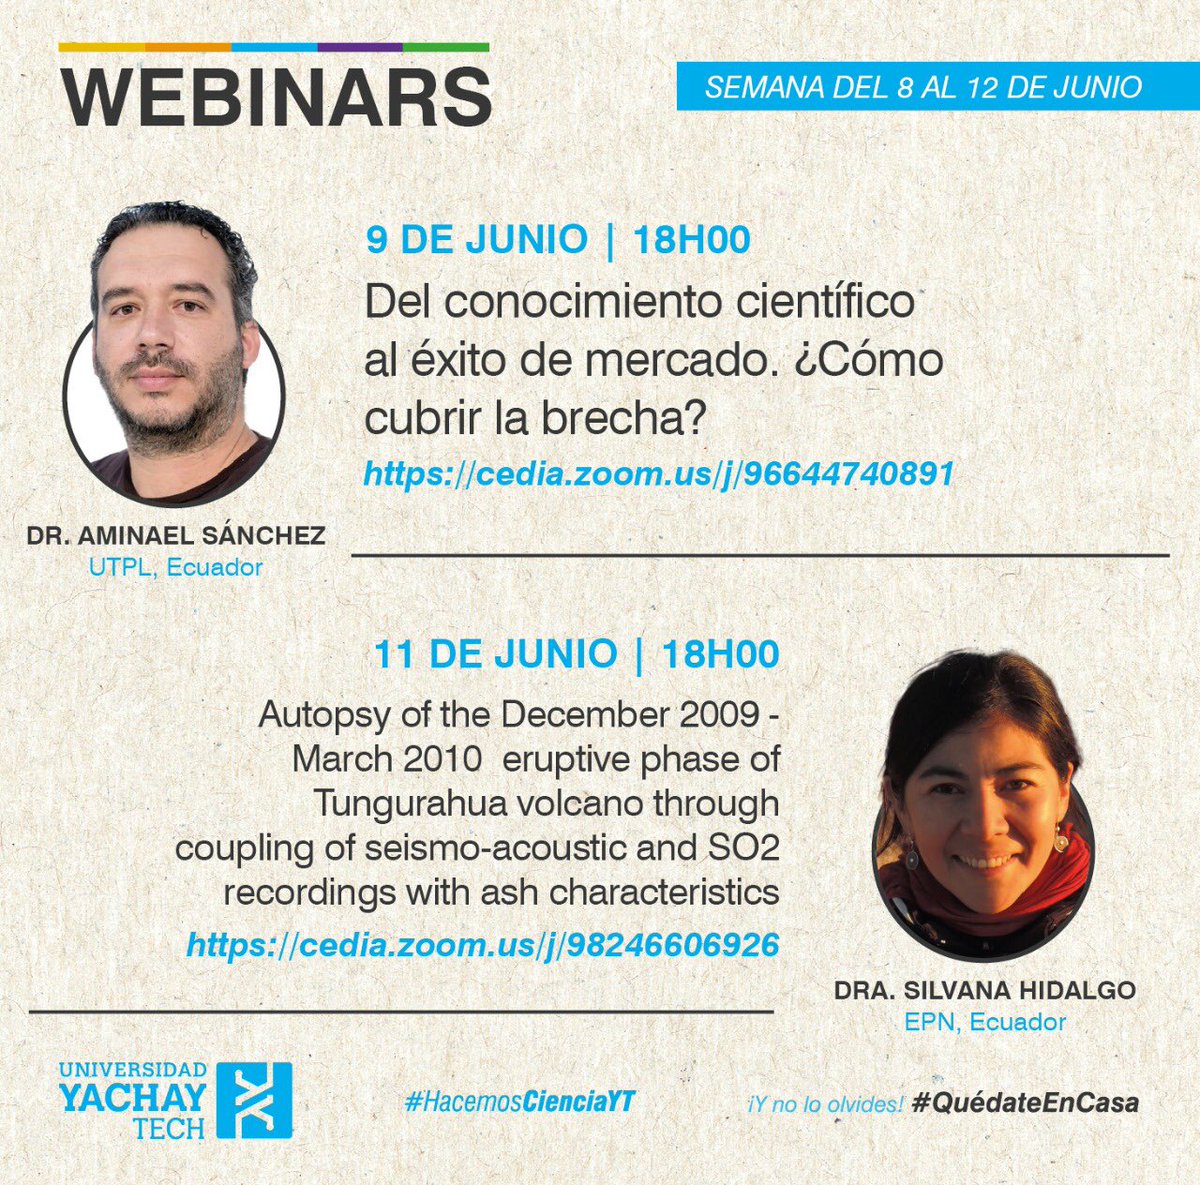 WEBINARS
SEMANA DEL 8 AL 12 DE JUNIO
9 DE JUNIO | 18H00
Del conocimiento científico
al éxito de mercado. ¿Cómo
cubrir la brecha?
https://cedia.zoom.us/j/96644740891
DR. AMINAEL SÁNCHEZ
UTPL, Ecuador
11 DE JUNIO | 18H00
Autopsy of the December 2009 -
March 2010 eruptive phase of
Tungurahua volcano through
coupling of seismo-acoustic and SO2
recordings with ash characteristics
https://cedia.zoom.us/j/98246606926
DRA. SILVANA HIDALGO
EPN, Ecuador
UNIVERSIDAD
YACHAY
TECH
#HacemosCienciaYT
¡Y no lo olvides! #QuédateEnCasa